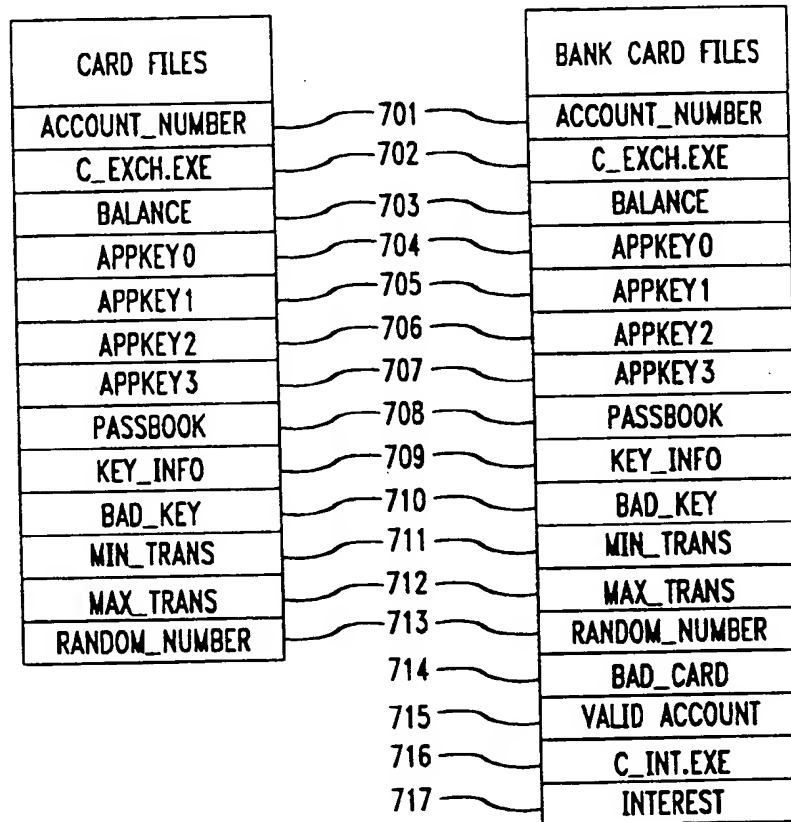 CARD FILES BANK CARD FILES
ACCOUNT_NUMBER 701 ACCOUNT_NUMBER
C_EXCH.EXE 702 C_EXCH.EXE
BALANCE 703 BALANCE
APPKEY0 704 APPKEY0
APPKEY1 705 APPKEY1
APPKEY2 706 APPKEY2
APPKEY3 707 APPKEY3
PASSBOOK 708 PASSBOOK
KEY_INFO 709 KEY_INFO
BAD_KEY 710 BAD_KEY
MIN_TRANS 711 MIN_TRANS
MAX_TRANS 712 MAX_TRANS
RANDOM_NUMBER 713 RANDOM_NUMBER
714 BAD_CARD
715 VALID ACCOUNT
716 C_INT.EXE
717 INTEREST